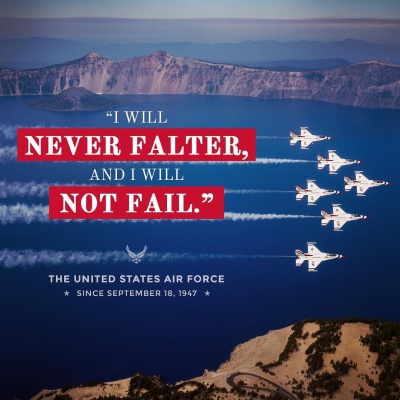 “I WILL
NEVER FALTER,
AND I WILL
NOT FAIL.”
THE UNITED STATES AIR FORCE
★ SINCE SEPTEMBER 18, 1947 ★